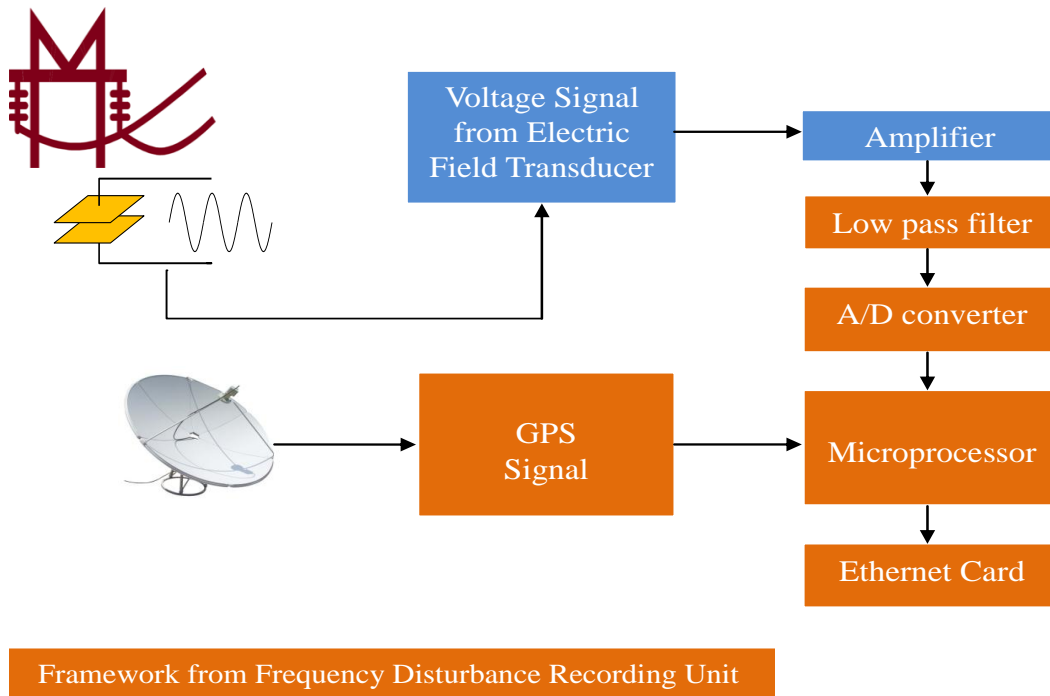 Voltage Signal
from Electric
Field Transducer
Amplifier
Low pass filter
A/D converter
GPS
Signal
Microprocessor
Ethernet Card
Framework from Frequency Disturbance Recording Unit